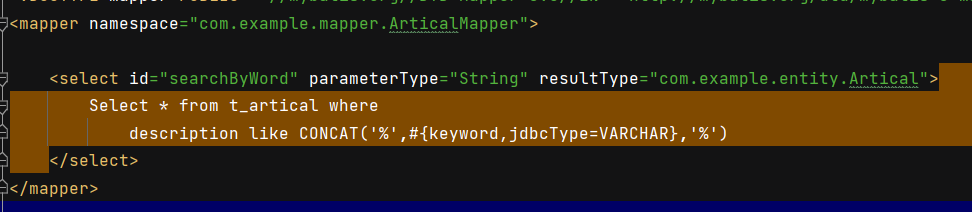 <mapper namespace="com.example.mapper.ArticalMapper">
<select id="searchByWord" parameterType="String" resultType="com.example.entity.Artical">
Select * from t_artical where
description like CONCAT('%',#{keyword,jdbcType=VARCHAR},'%')
</select>
</mapper>